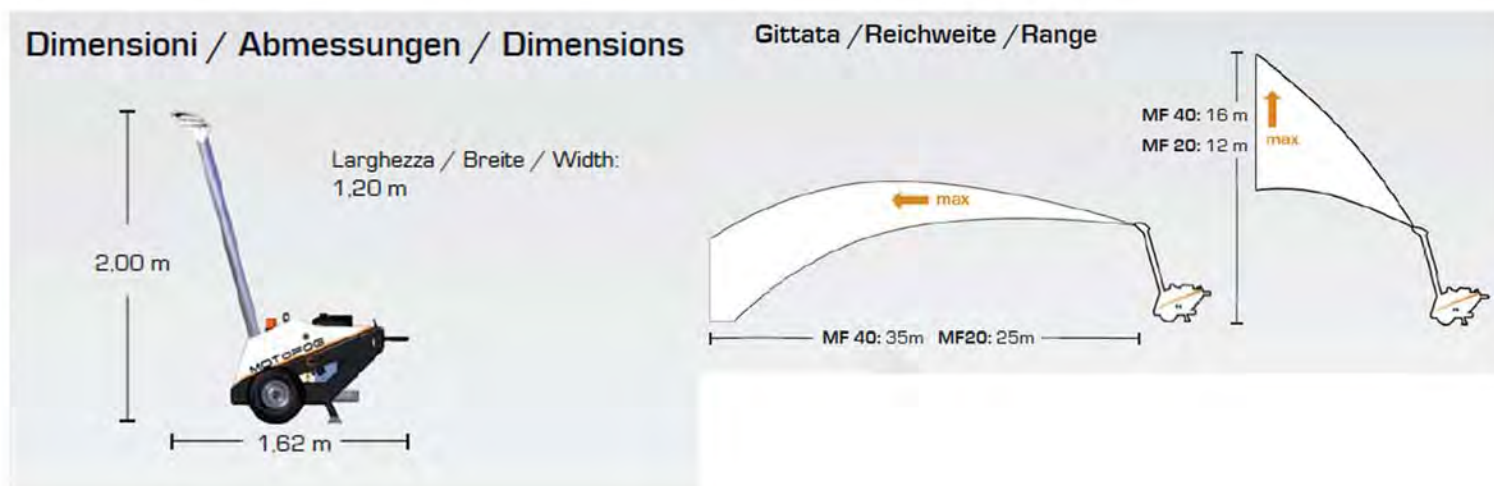 Dimensioni / Abmessungen / Dimensions
Larghezza / Breite / Width:
1,20 m
2,00 m
MOTOFOG
1,62 m
Gittata /Reichweite /Range
MF 40: 16 m
MF 20: 12 m
max
max
MF 40: 35m MF20: 25m